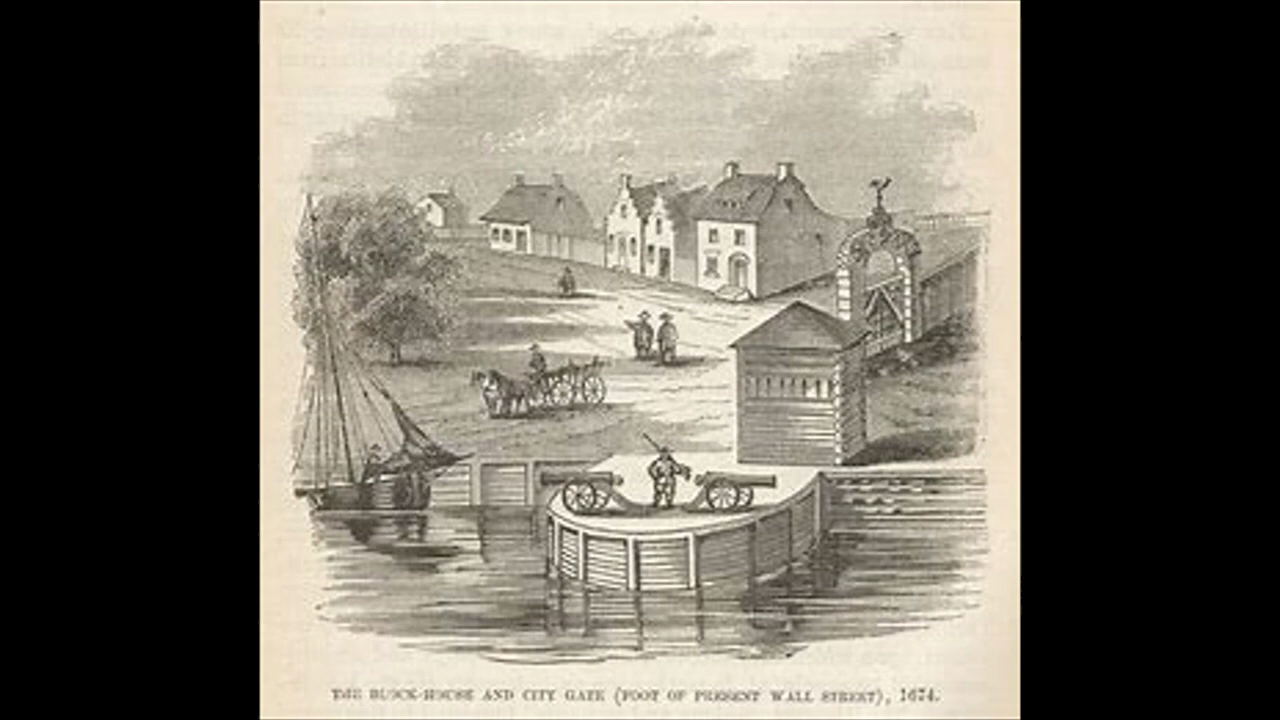 THE BLOCK-HOUSE AND CITY GATE (FOOT OF PRESENT WALL STREET), 1674.